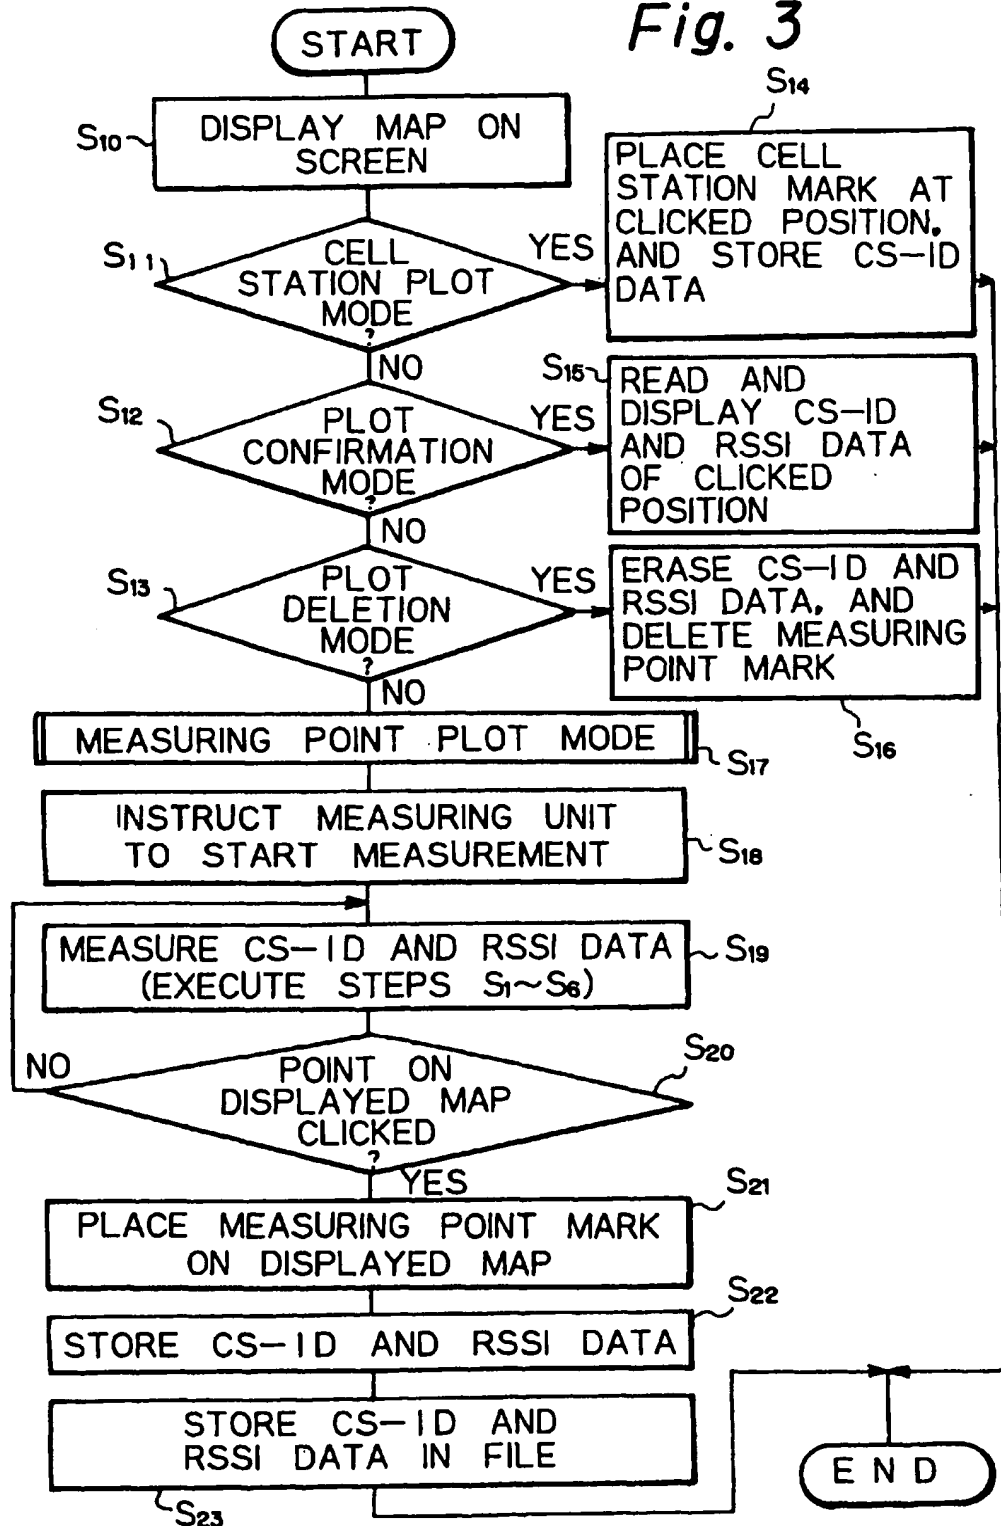 Fig. 3
START
S10
DISPLAY MAP ON
SCREEN
S11
CELL
STATION PLOT
MODE
?
YES
NO
S14
PLACE CELL
STATION MARK AT
CLICKED POSITION.
AND STORE CS-ID
DATA
S12
PLOT
CONFIRMATION
MODE
?
YES
NO
S15
READ AND
DISPLAY CS-ID
AND RSSI DATA
OF CLICKED
POSITION
S13
PLOT
DELETION
MODE
?
YES
NO
ERASE CS-ID AND
RSSI DATA. AND
DELETE MEASURING
POINT MARK
S16
MEASURING POINT PLOT MODE
S17
INSTRUCT MEASURING UNIT
TO START MEASUREMENT
S18
MEASURE CS-ID AND RSSI DATA
(EXECUTE STEPS S1~S6)
S19
NO
POINT ON
DISPLAYED MAP
CLICKED
?
S20
YES
PLACE MEASURING POINT MARK
ON DISPLAYED MAP
S21
STORE CS-ID AND RSSI DATA
S22
STORE CS-ID AND
RSSI DATA IN FILE
S23
END